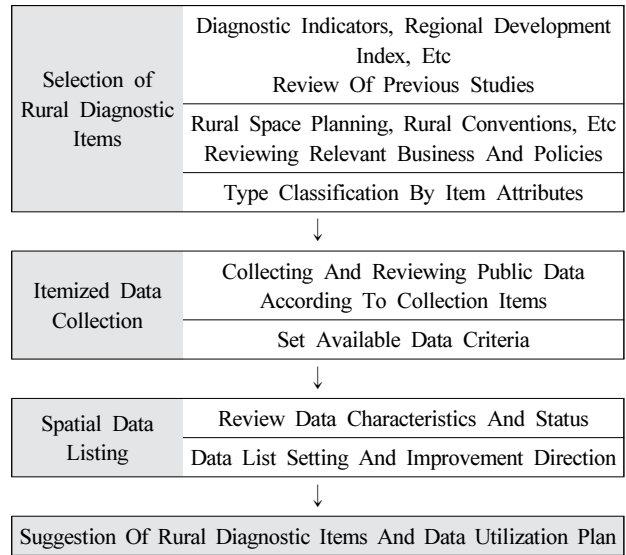 Selection of
Rural Diagnostic
Items
Diagnostic Indicators, Regional Development
Index, Etc
Review Of Previous Studies
Rural Space Planning, Rural Conventions, Etc
Reviewing Relevant Business And Policies
Type Classification By Item Attributes
↓
Itemized Data
Collection
Collecting And Reviewing Public Data
According To Collection Items
Set Available Data Criteria
↓
Spatial Data
Listing
Review Data Characteristics And Status
Data List Setting And Improvement Direction
↓
Suggestion Of Rural Diagnostic Items And Data Utilization Plan